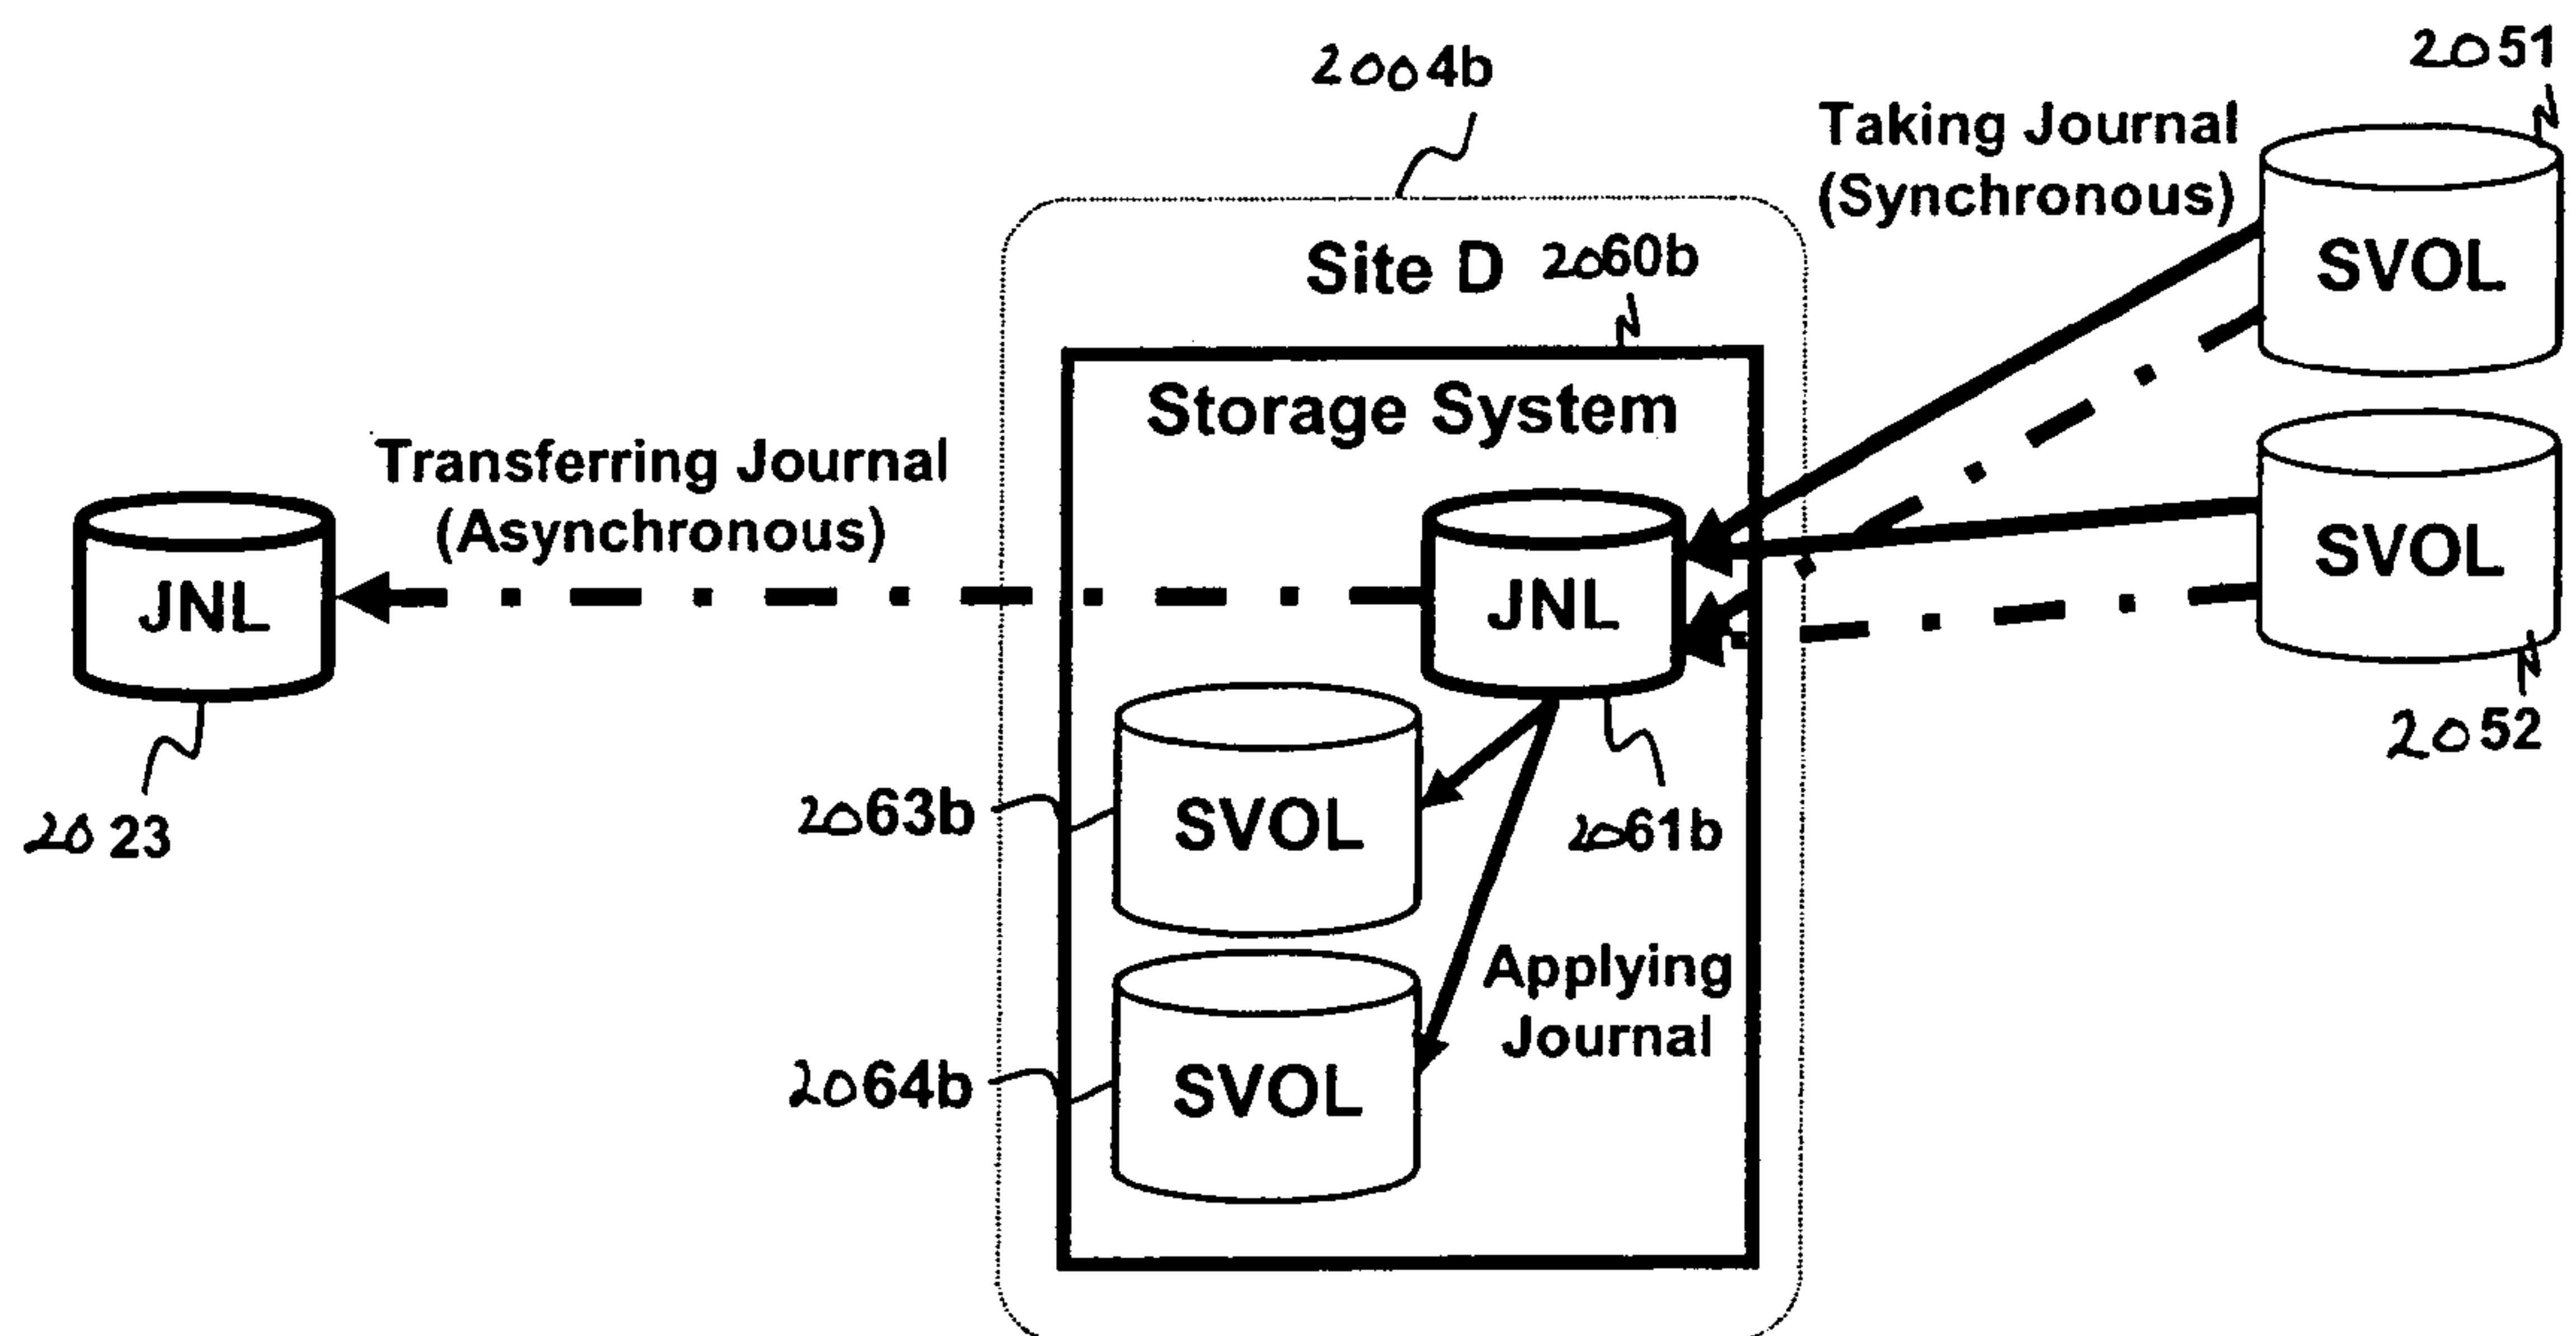 2004b
2051
Taking Journal
(Synchronous)
Site D 2060b
SVOL
Storage System
Transferring Journal
(Asynchronous)
SVOL
JNL
JNL
2052
2063b
SVOL
2061b
2023
Applying
Journal
2064b
SVOL